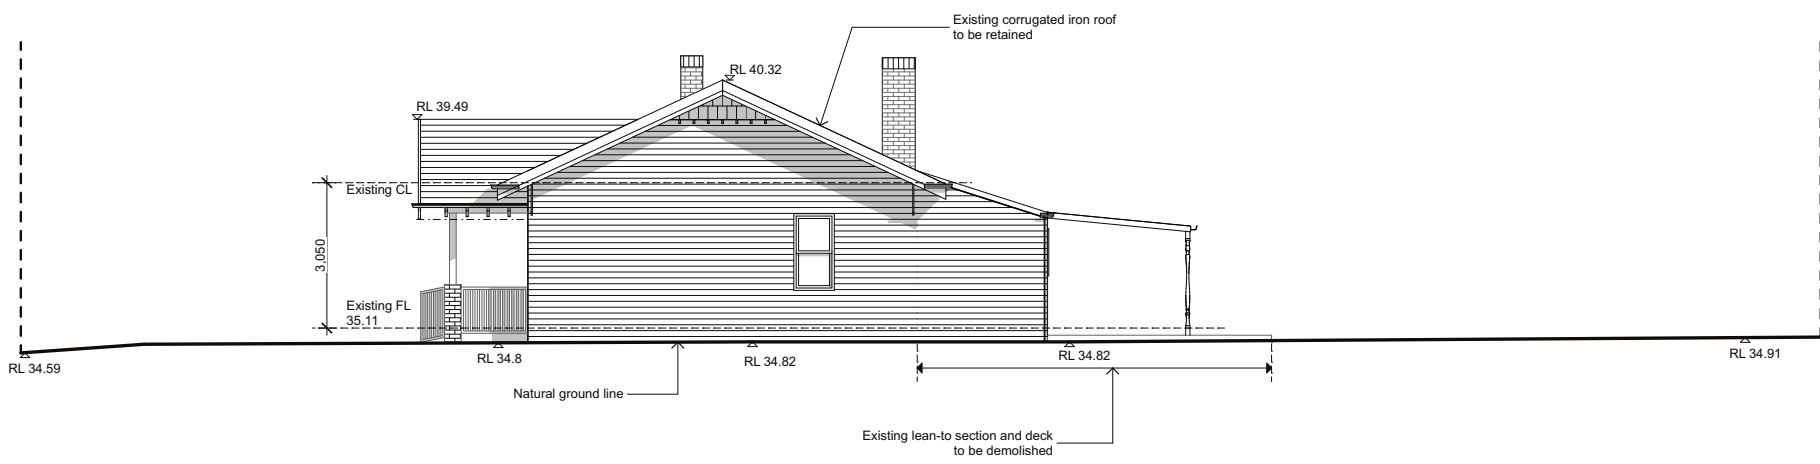 Existing corrugated iron roof
to be retained
RL 40.32
RL 39.49
Existing CL
3,050
Existing FL
35.11
RL 34.59
RL 34.8
RL 34.82
RL 34.82
RL 34.91
Natural ground line
Existing lean-to section and deck
to be demolished